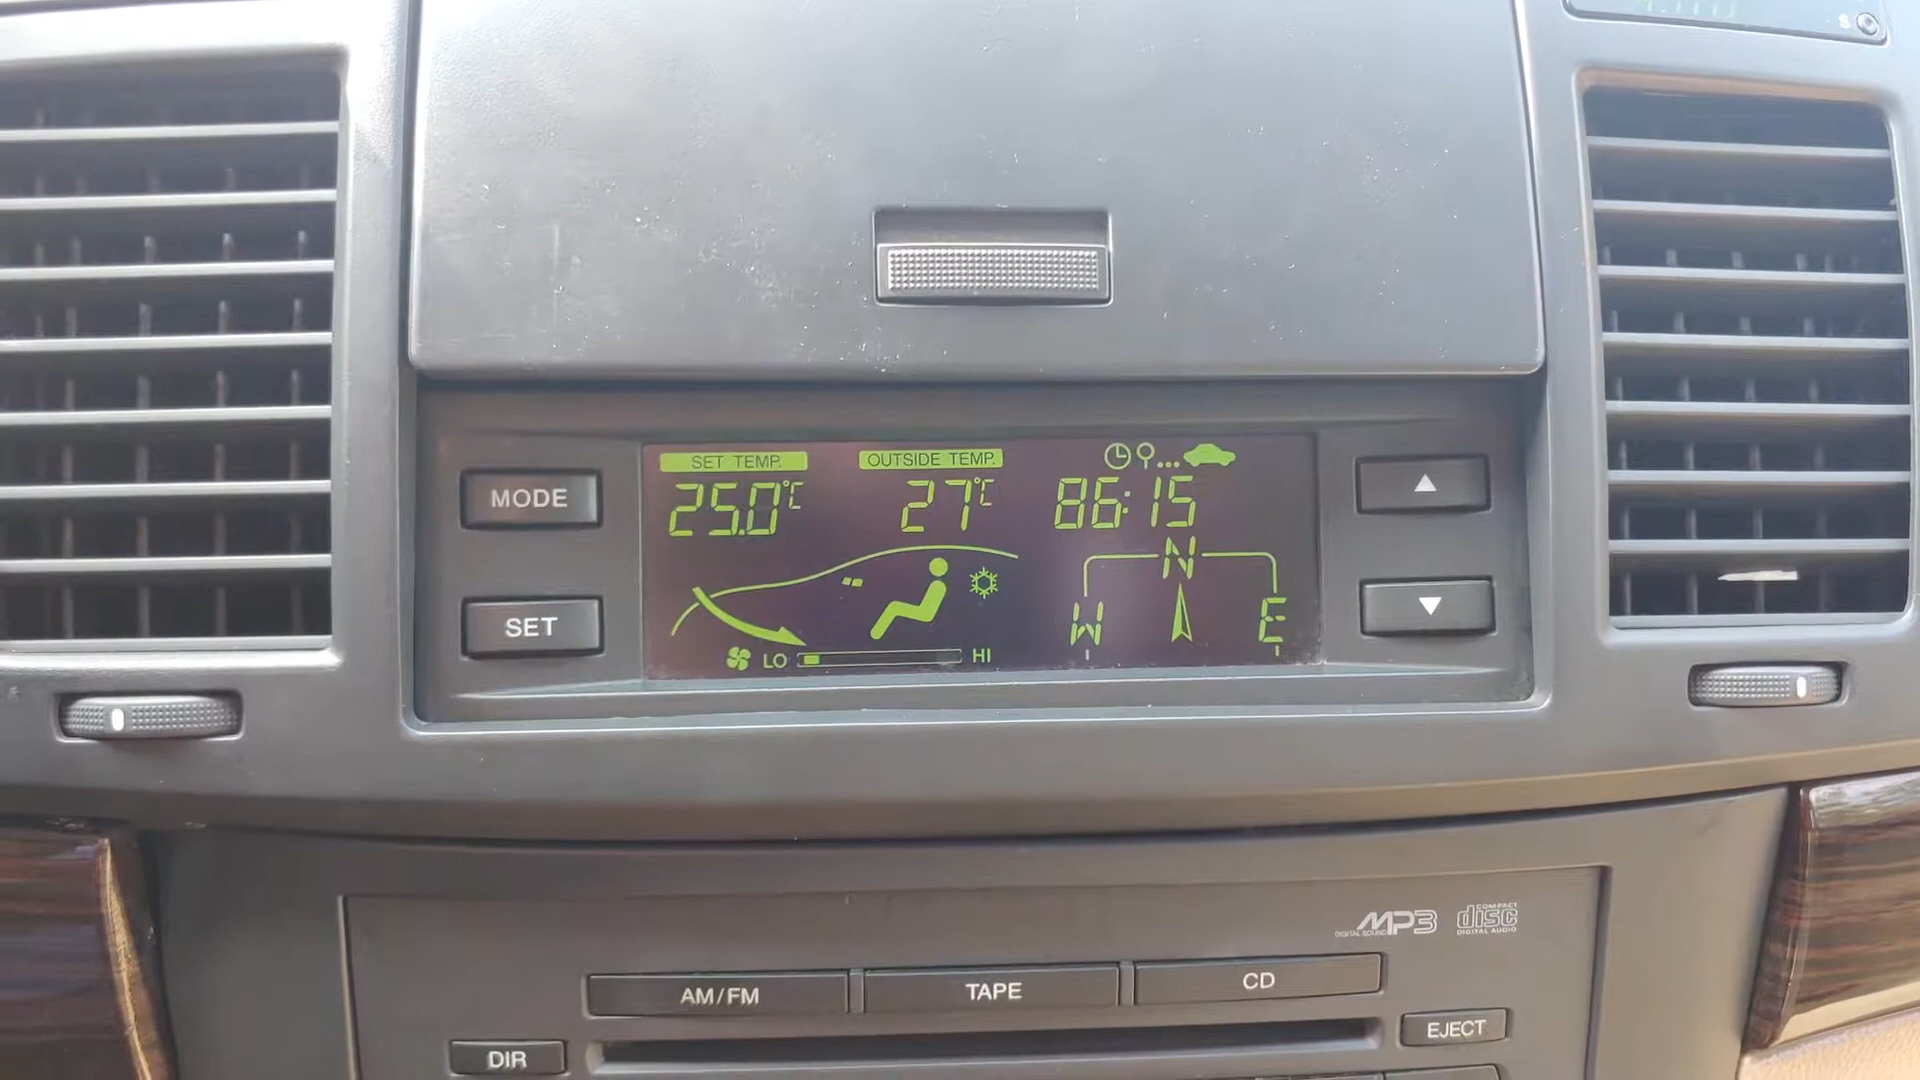 S
SET TEMP. OUTSIDE TEMP.
MODE 25.0°C 27°C 86:15
N
SET W E
LO HI
MP3 DIGITAL SOUND COMPACT disc DIGITAL AUDIO
AM/FM TAPE CD
DIR EJECT